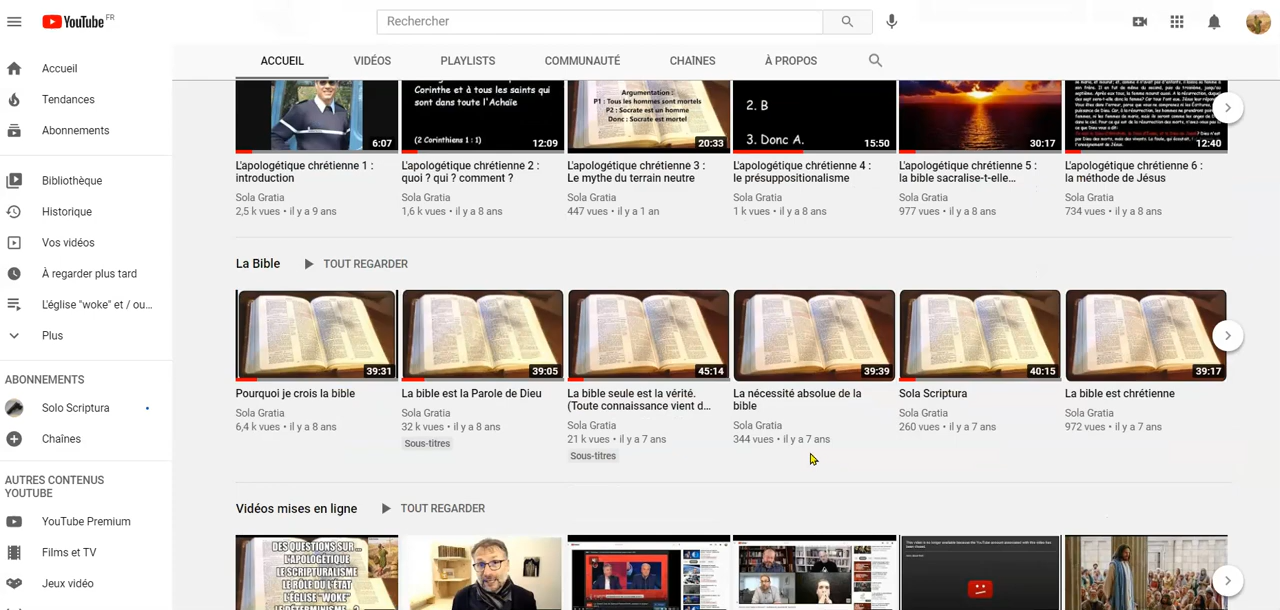 YouTube FR
Rechercher
ACCUEIL
VIDÉOS
PLAYLISTS
COMMUNAUTÉ
CHAÎNES
À PROPOS
Accueil
Tendances
Abonnements
Bibliothèque
Historique
Vos vidéos
À regarder plus tard
L'église "woke" et / ou...
Plus
ABONNEMENTS
Solo Scriptura
Chaînes
AUTRES CONTENUS
YOUTUBE
YouTube Premium
Films et TV
Jeux vidéo
6:07
L'apologétique chrétienne 1 :
introduction
Sola Gratia
2,5 k vues • il y a 9 ans
Corinthe et à tous les saints qui
sont dans toute l'Achaïe
(2 Corinthiens 1 : 1)
12:09
L'apologétique chrétienne 2 :
quoi ? qui ? comment ?
Sola Gratia
1,6 k vues • il y a 8 ans
Argumentation :
P1 : Tous les hommes sont mortels
P2 : Socrate est un homme
Donc : Socrate est mortel
20:33
L'apologétique chrétienne 3 :
Le mythe du terrain neutre
Sola Gratia
447 vues • il y a 1 an
2. B
3. Donc A.
15:50
L'apologétique chrétienne 4 :
le présuppositionalisme
Sola Gratia
1 k vues • il y a 8 ans
30:17
L'apologétique chrétienne 5 :
la bible sacralise-t-elle...
Sola Gratia
977 vues • il y a 8 ans
12:40
L'apologétique chrétienne 6 :
la méthode de Jésus
Sola Gratia
734 vues • il y a 8 ans
La Bible
TOUT REGARDER
39:31
Pourquoi je crois la bible
Sola Gratia
6,4 k vues • il y a 8 ans
39:05
La bible est la Parole de Dieu
Sola Gratia
32 k vues • il y a 8 ans
Sous-titres
45:14
La bible seule est la vérité.
(Toute connaissance vient d...
Sola Gratia
21 k vues • il y a 7 ans
Sous-titres
39:39
La nécessité absolue de la
bible
Sola Gratia
344 vues • il y a 7 ans
40:15
Sola Scriptura
Sola Gratia
260 vues • il y a 7 ans
39:17
La bible est chrétienne
Sola Gratia
972 vues • il y a 7 ans
Vidéos mises en ligne
TOUT REGARDER
DES QUESTIONS SUR...
L'APOLOGÉTIQUE
LE SCRIPTURALISME
LE RÔLE DE L'ÉTAT
L'ÉGLISE "WOKE"
LE DÉTERMINISME...?